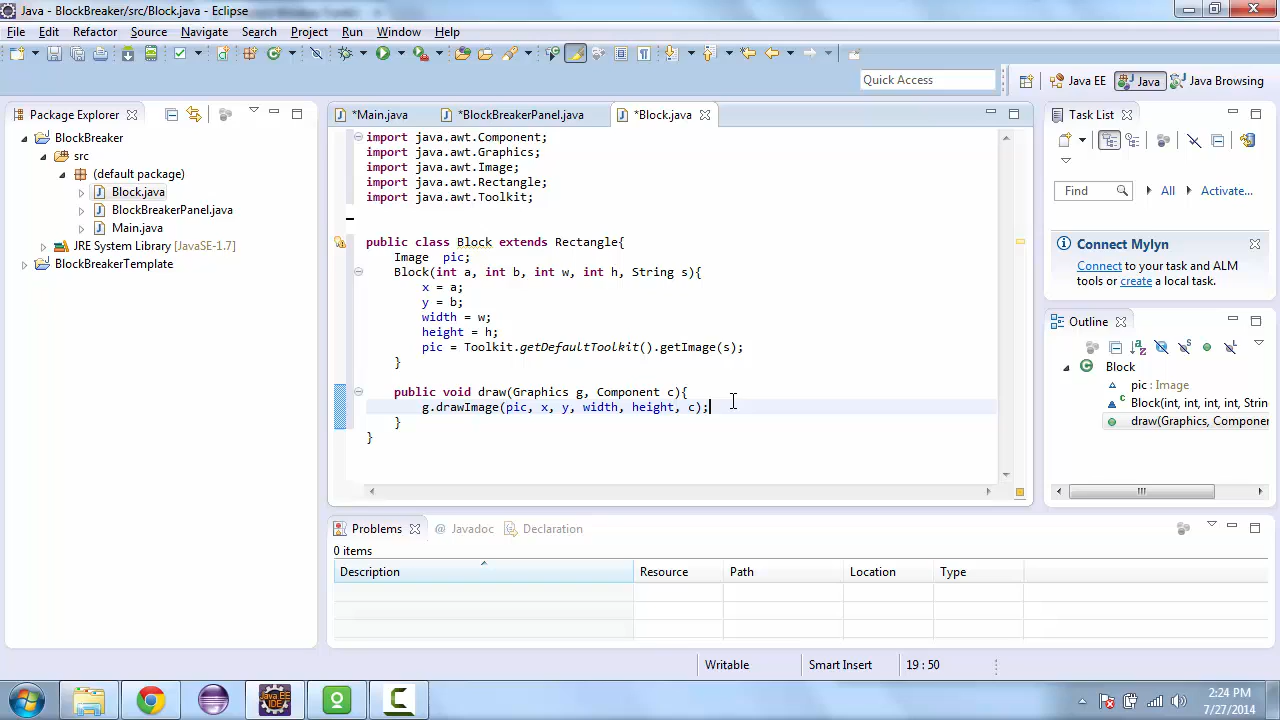 Java - BlockBreaker/src/Block.java - Eclipse
File Edit Refactor Source Navigate Search Project Run Window Help
Quick Access
Java EE Java Java Browsing
Package Explorer
BlockBreaker
src
(default package)
Block.java
BlockBreakerPanel.java
Main.java
JRE System Library [JavaSE-1.7]
BlockBreakerTemplate
*Main.java *BlockBreakerPanel.java *Block.java
import java.awt.Component;
import java.awt.Graphics;
import java.awt.Image;
import java.awt.Rectangle;
import java.awt.Toolkit;
public class Block extends Rectangle{
Image pic;
Block(int a, int b, int w, int h, String s){
x = a;
y = b;
width = w;
height = h;
pic = Toolkit.getDefaultToolkit().getImage(s);
}
public void draw(Graphics g, Component c){
g.drawImage(pic, x, y, width, height, c);
}
}
Task List
Find All Activate...
Connect Mylyn
Connect to your task and ALM
tools or create a local task.
Outline
Block
pic : Image
Block(int, int, int, int, Strin
draw(Graphics, Compone
Problems @ Javadoc Declaration
0 items
Description Resource Path Location Type
Writable Smart Insert 19 : 50
Java EE
IDE
2:24 PM
7/27/2014